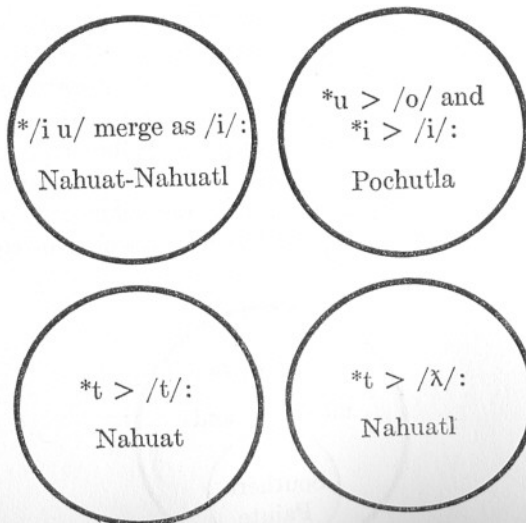 */i u/ merge as /i/:
Nahuat-Nahuatl
*u > /o/ and
*i > /i/:
Pochutla
*t > /t/:
Nahuat
*t > /ƛ/:
Nahuatl